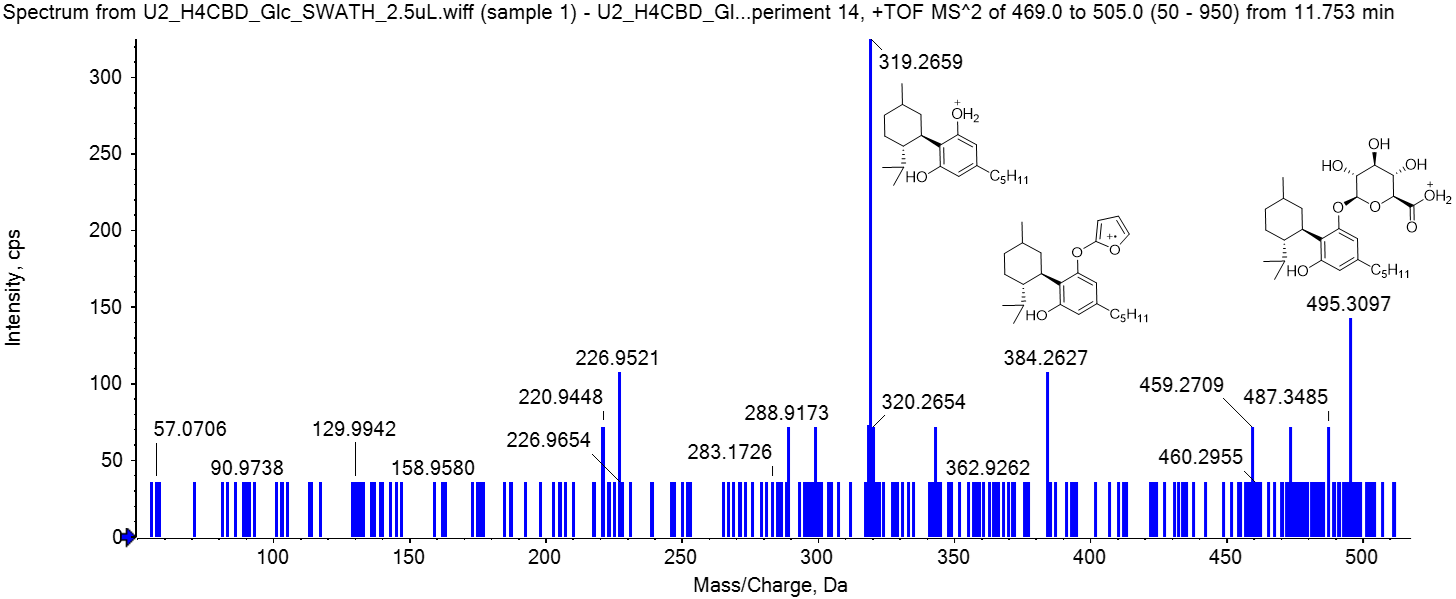 Spectrum from U2_H4CBD_Glc_SWATH_2.5uL.wiff (sample 1) - U2_H4CBD_Gl...periment 14, +TOF MS^2 of 469.0 to 505.0 (50 - 950) from 11.753 min
Intensity, cps
300
250
200
150
100
50
0
319.2659
+
OH2
HO
C5H11
+•
O
O
HO
C5H11
OH
HO
OH
+
OH2
O
O
O
HO
C5H11
495.3097
226.9521
384.2627
220.9448
459.2709
487.3485
57.0706
129.9942
288.9173
320.2654
226.9654
283.1726
90.9738
158.9580
362.9262
460.2955
100
150
200
250
300
350
400
450
500
Mass/Charge, Da